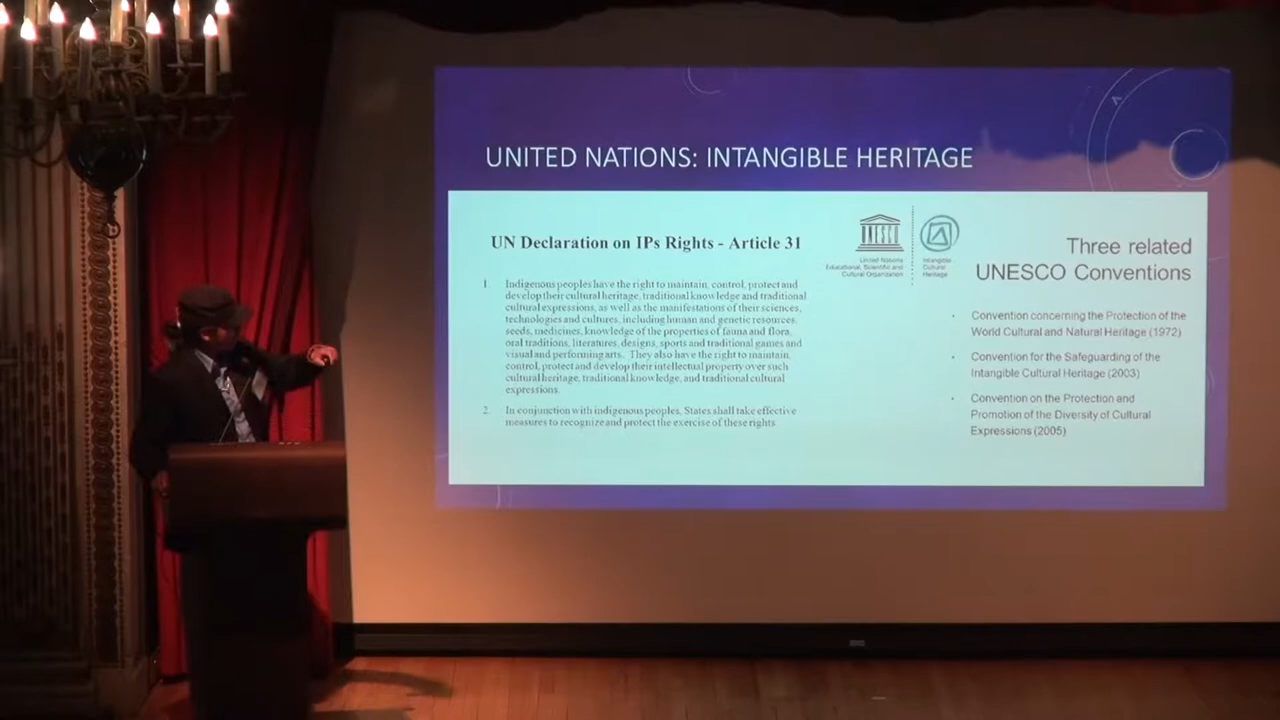 UNITED NATIONS: INTANGIBLE HERITAGE
UN Declaration on IPs Rights - Article 31
1. Indigenous peoples have the right to maintain, control, protect and
develop their cultural heritage, traditional knowledge and traditional
cultural expressions, as well as the manifestations of their sciences,
technologies and cultures, including human and genetic resources,
seeds, medicines, knowledge of the properties of fauna and flora,
oral traditions, literatures, designs, sports and traditional games and
visual and performing arts. They also have the right to maintain,
control, protect and develop their intellectual property over such
cultural heritage, traditional knowledge, and traditional cultural
expressions.
2. In conjunction with indigenous peoples, States shall take effective
measures to recognize and protect the exercise of these rights
UNESCO
United Nations
Educational, Scientific and
Cultural Organization
Intangible
Cultural
Heritage
Three related
UNESCO Conventions
• Convention concerning the Protection of the
World Cultural and Natural Heritage (1972)
• Convention for the Safeguarding of the
Intangible Cultural Heritage (2003)
• Convention on the Protection and
Promotion of the Diversity of Cultural
Expressions (2005)